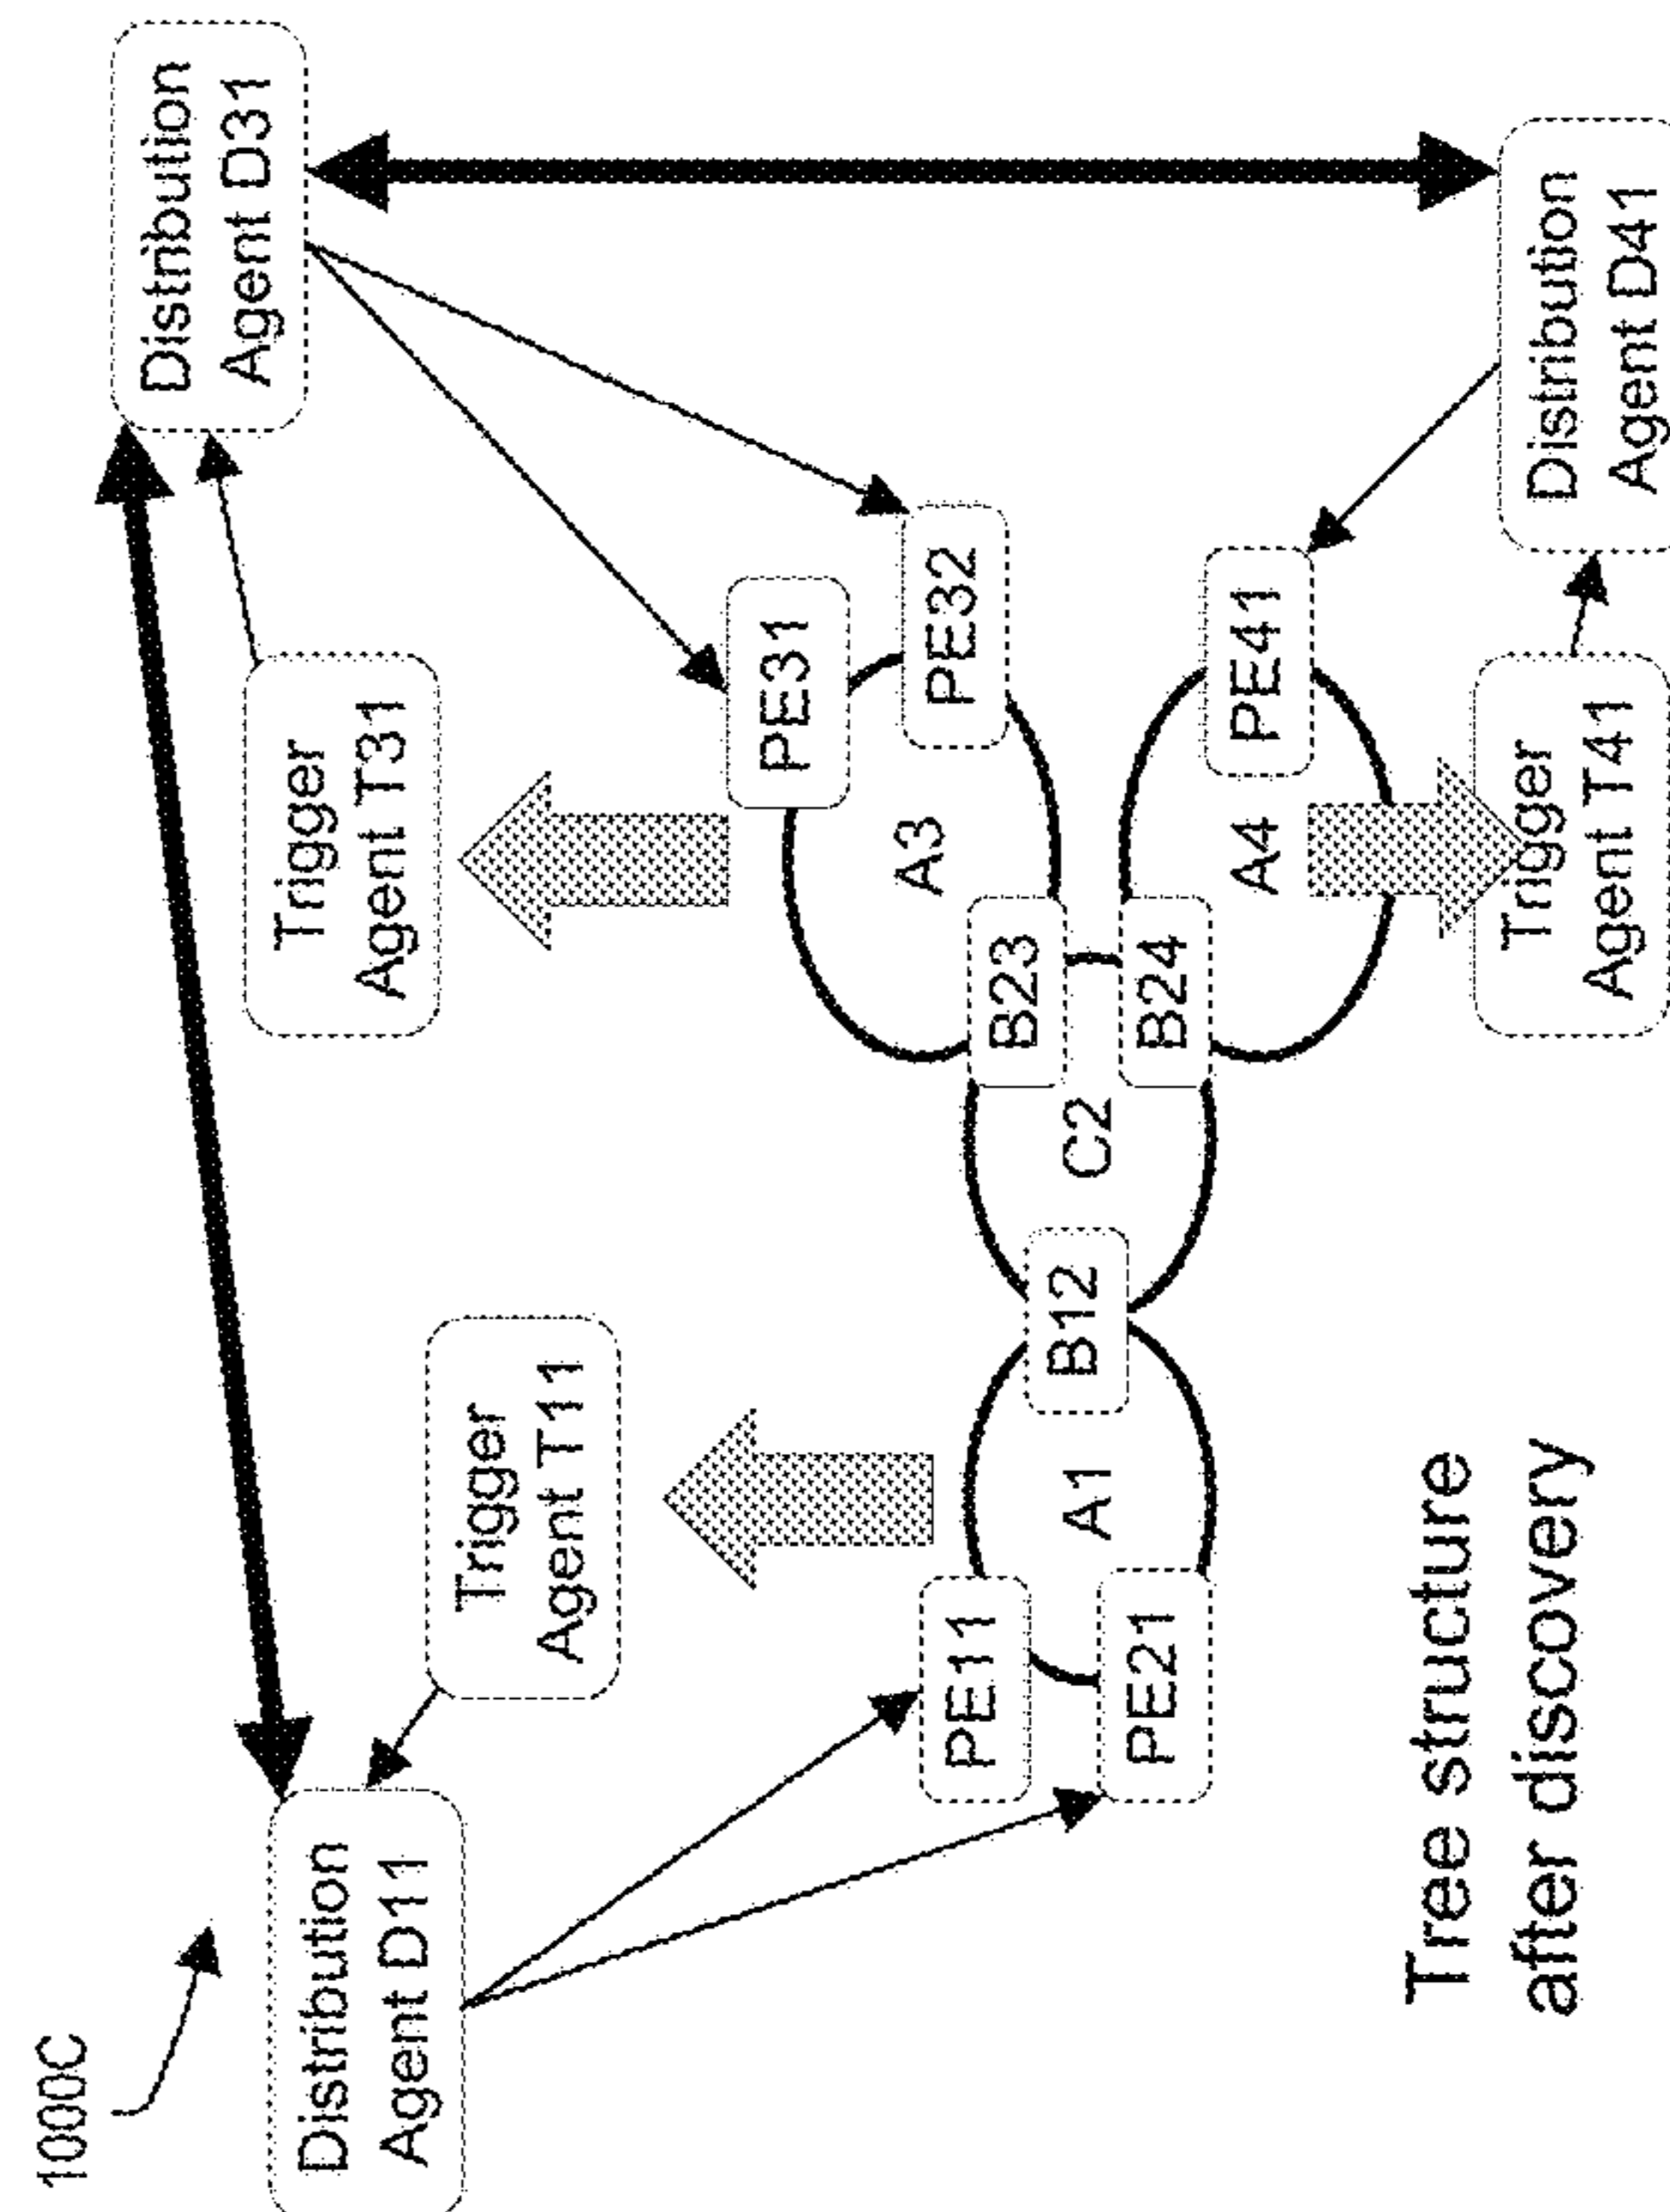 1000C
Distribution
Agent D11
Trigger
Agent T11
Trigger
Agent T31
Distribution
Agent D31
PE11
PE21
A1
B12
C2
B23
B24
A3
PE31
PE32
A4
PE41
Trigger
Agent T41
Distribution
Agent D41
Tree structure
after discovery